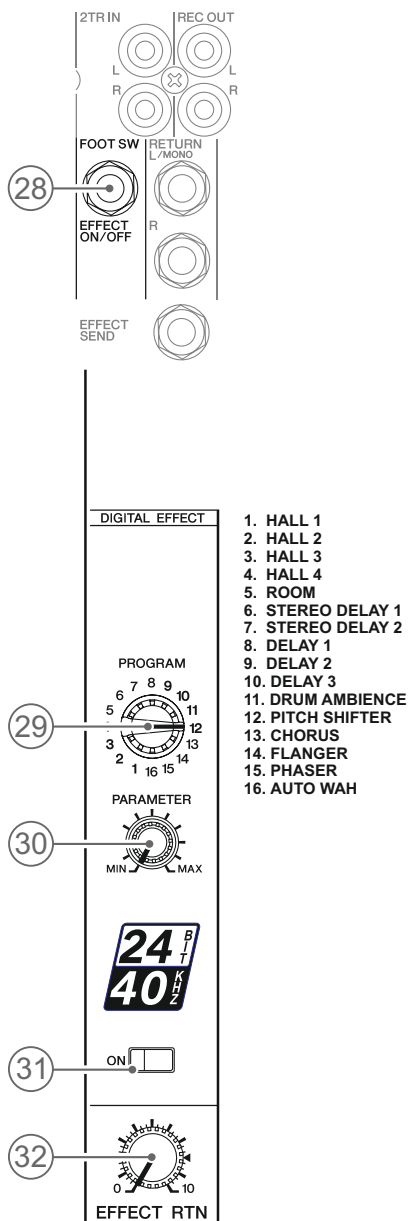 2TR IN REC OUT
L L
R R
FOOT SW RETURN
L/MONO
28
EFFECT
ON/OFF
R
EFFECT
SEND
DIGITAL EFFECT
1. HALL 1
2. HALL 2
3. HALL 3
4. HALL 4
5. ROOM
6. STEREO DELAY 1
7. STEREO DELAY 2
8. DELAY 1
9. DELAY 2
10. DELAY 3
11. DRUM AMBIENCE
12. PITCH SHIFTER
13. CHORUS
14. FLANGER
15. PHASER
16. AUTO WAH
PROGRAM
29
7 8 9
6 10
5 11
12
3 13
2 14
1 16 15
PARAMETER
30
MIN MAX
24 BIT
40 KHZ
31
ON
32
0 10
EFFECT RTN